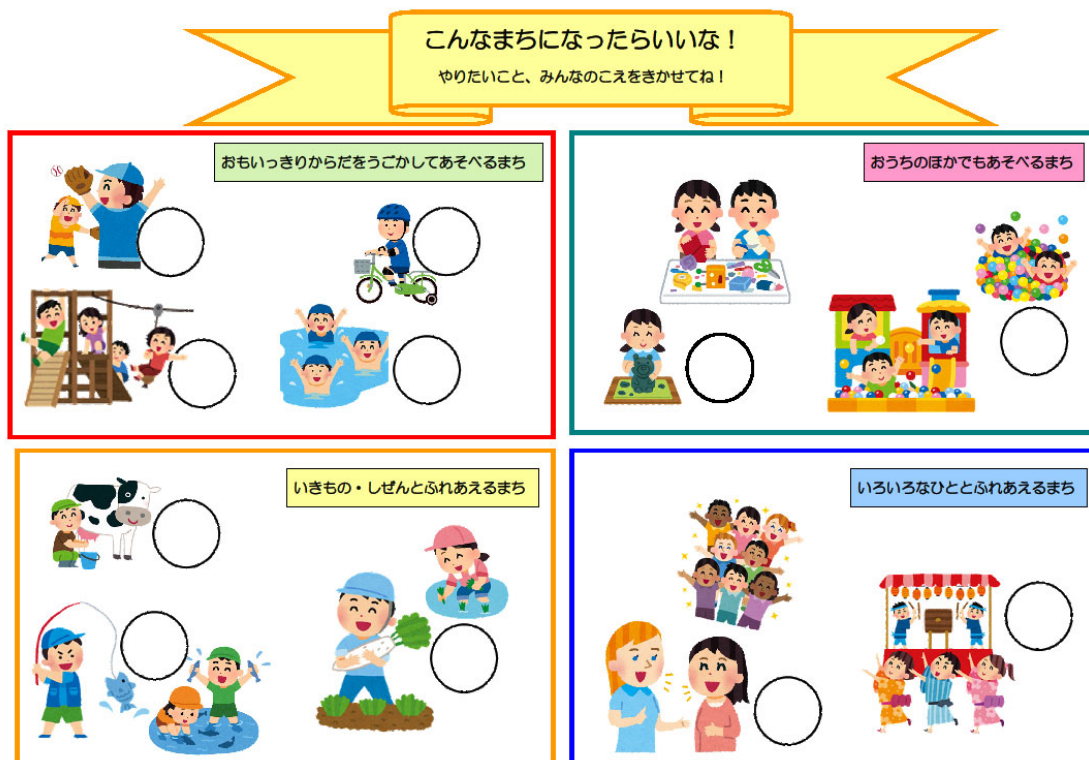 こんなまちになったらいいな！
やりたいこと、みんなのこえをきかせてね！
おもいっきりからだをうごかしてあそべるまち
おうちのほかでもあそべるまち
いきもの・しぜんとふれあえるまち
いろいろなひととふれあえるまち